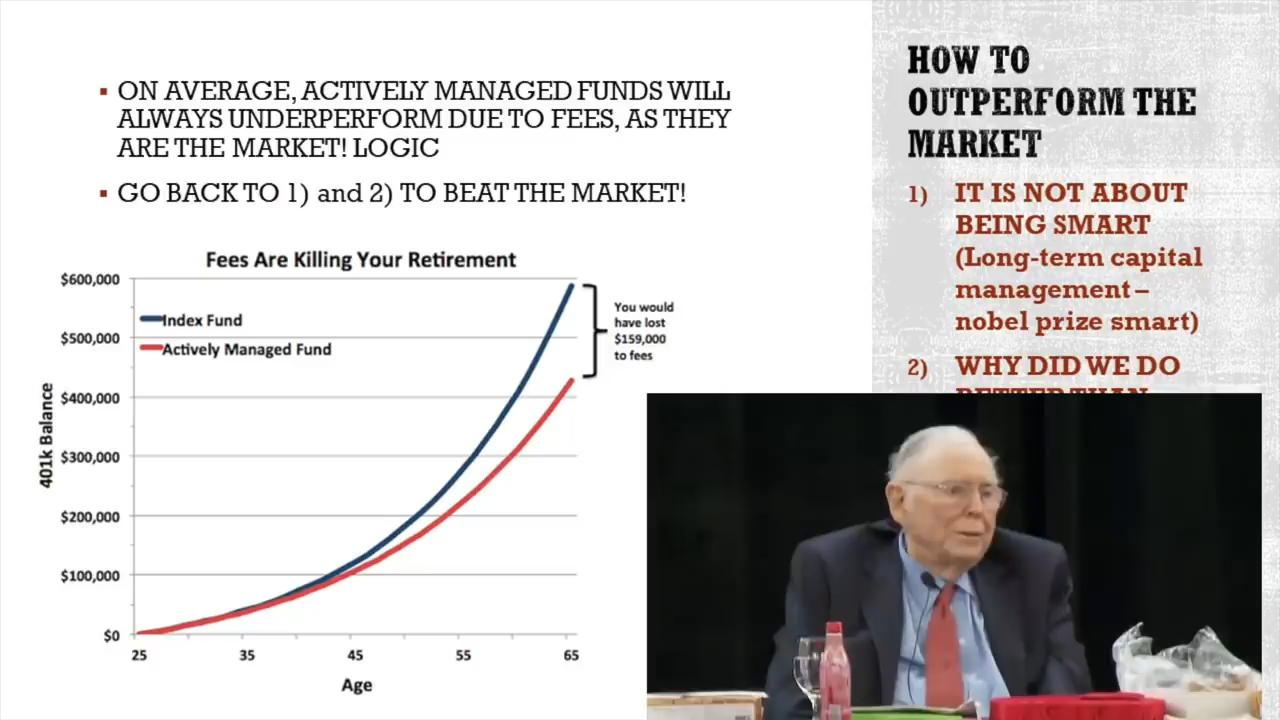 ON AVERAGE, ACTIVELY MANAGED FUNDS WILL
ALWAYS UNDERPERFORM DUE TO FEES, AS THEY
ARE THE MARKET! LOGIC
GO BACK TO 1) and 2) TO BEAT THE MARKET!
Fees Are Killing Your Retirement
$600,000
$500,000
$400,000
$300,000
$200,000
$100,000
$0
401k Balance
Index Fund
Actively Managed Fund
You would
have lost
$159,000
to fees
25 35 45 55 65
Age
HOW TO
OUTPERFORM THE
MARKET
1) IT IS NOT ABOUT
BEING SMART
(Long-term capital
management –
nobel prize smart)
2) WHY DID WE DO
BETTER THAN